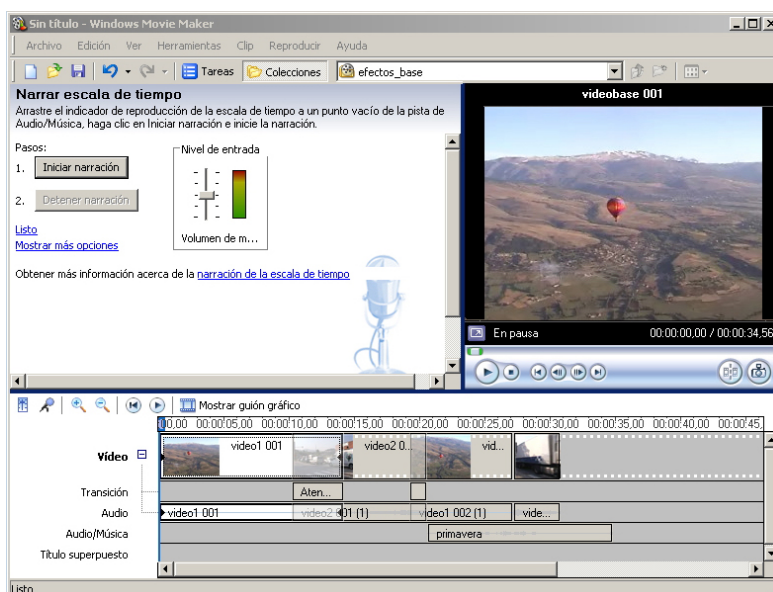 Sin título - Windows Movie Maker
Archivo Edición Ver Herramientas Clip Reproducir Ayuda
Tareas Colecciones efectos_base
Narrar escala de tiempo
Arrastre el indicador de reproducción de la escala de tiempo a un punto vacío de la pista de
Audio/Música, haga clic en Iniciar narración e inicie la narración.
Pasos:
1. Iniciar narración
2. Detener narración
Listo
Mostrar más opciones
Nivel de entrada
Volumen de m...
Obtener más información acerca de la narración de la escala de tiempo
videobase 001
En pausa 00:00:00,00 / 00:00:34,56
Mostrar guión gráfico
00,00 00:00:05,00 00:00:10,00 00:00:15,00 00:00:20,00 00:00:25,00 00:00:30,00 00:00:35,00 00:00:40,00 00:00:45,
Vídeo video1 001 video2 0... vid...
Transición Aten...
Audio video1 001 video2 001 (1) video1 002 (1) vide...
Audio/Música primavera
Título superpuesto
Listo